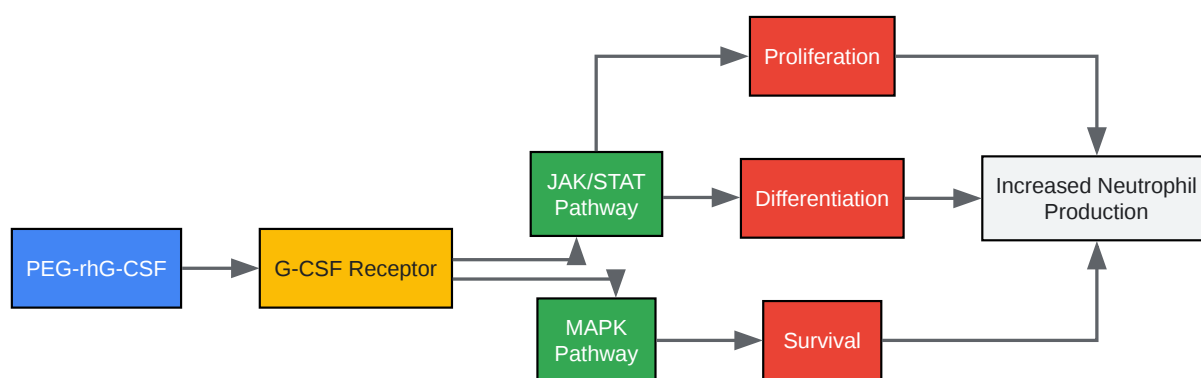 PEG-rhG-CSF
G-CSF Receptor
JAK/STAT
Pathway
MAPK
Pathway
Proliferation
Differentiation
Survival
Increased Neutrophil
Production